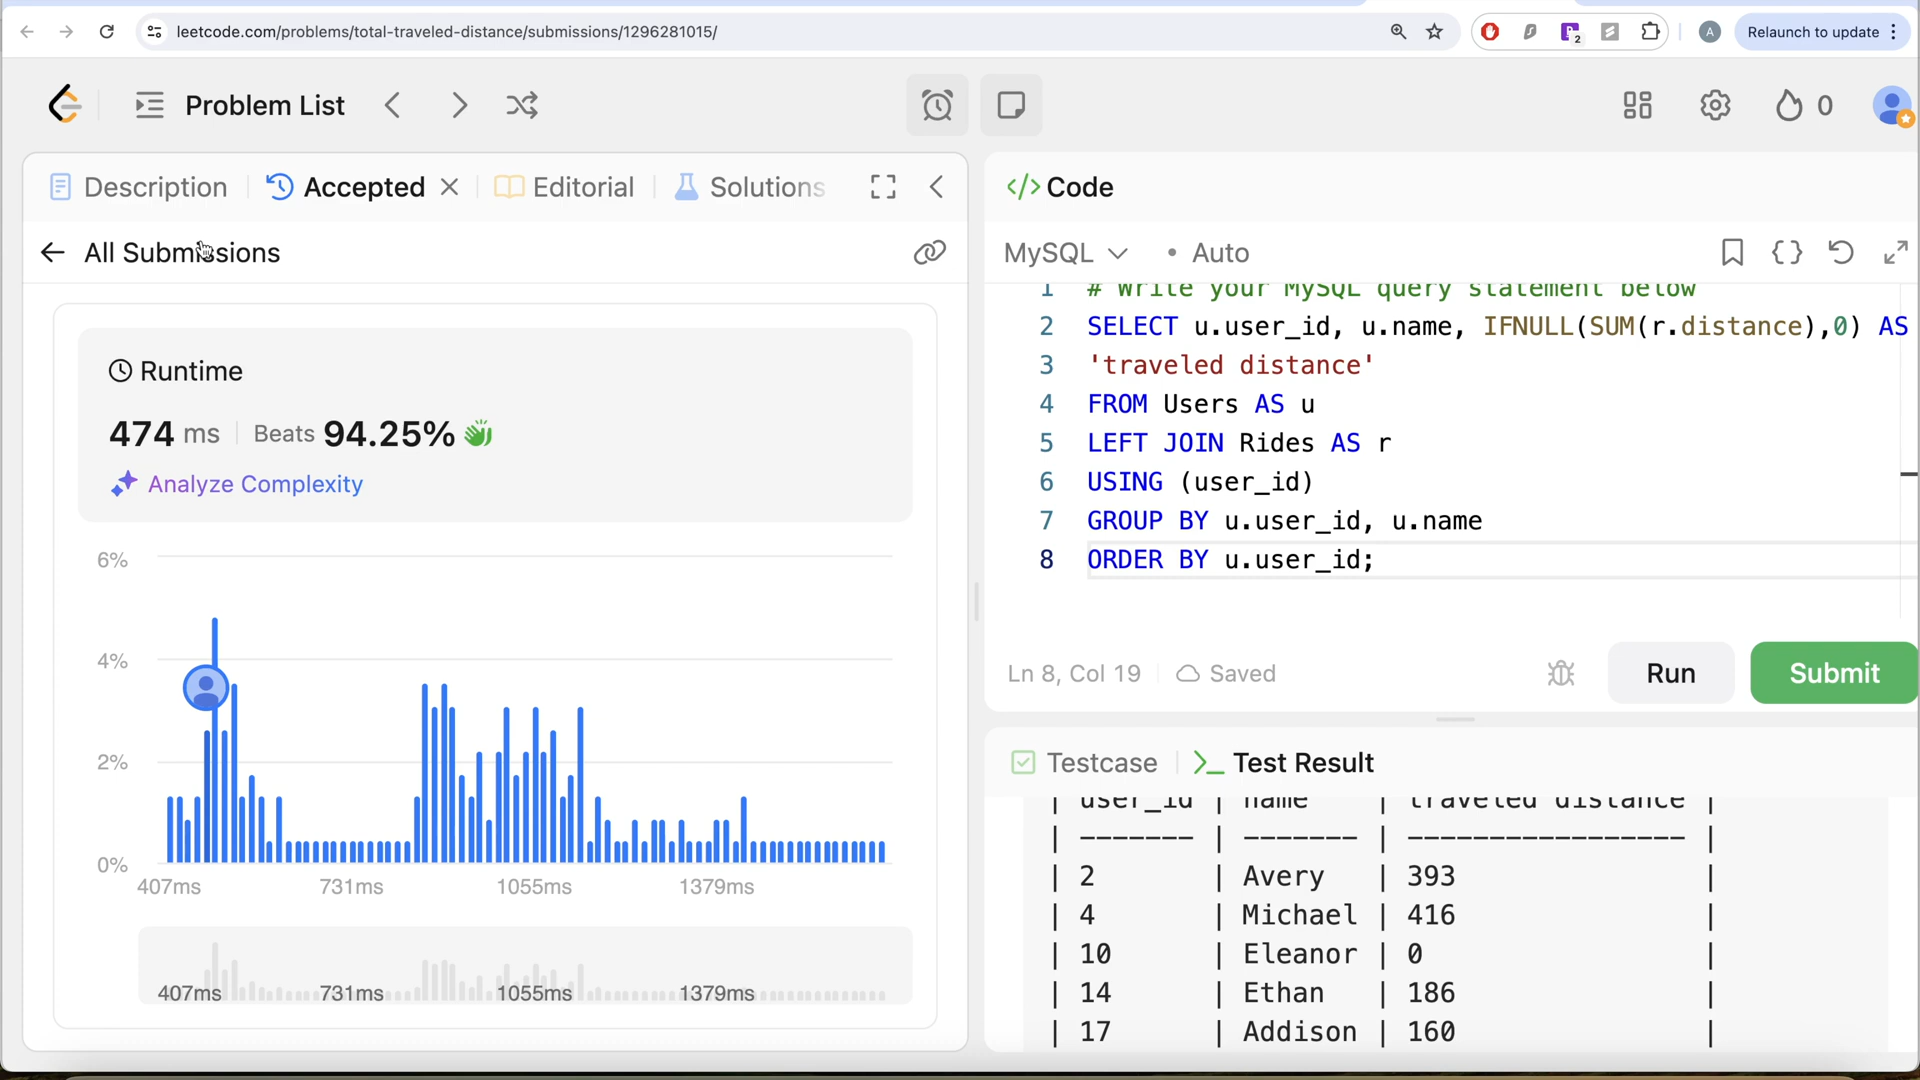 leetcode.com/problems/total-traveled-distance/submissions/1296281015/
2
A
Relaunch to update
Problem List
0
Description
Accepted
Editorial
Solutions
All Submissions
Runtime
474 ms
Beats 94.25%
Analyze Complexity
6%
4%
2%
0%
407ms 731ms 1055ms 1379ms
407ms 731ms 1055ms 1379ms
</> Code
MySQL
• Auto
{}
1 # Write your MySQL query statement below
2 SELECT u.user_id, u.name, IFNULL(SUM(r.distance),0) AS
3 'traveled distance'
4 FROM Users AS u
5 LEFT JOIN Rides AS r
6 USING (user_id)
7 GROUP BY u.user_id, u.name
8 ORDER BY u.user_id;
Ln 8, Col 19
Saved
Run
Submit
Testcase
>_ Test Result
| user_id | name | traveled distance |
| ------- | ------- | ----------------- |
| 2 | Avery | 393 |
| 4 | Michael | 416 |
| 10 | Eleanor | 0 |
| 14 | Ethan | 186 |
| 17 | Addison | 160 |